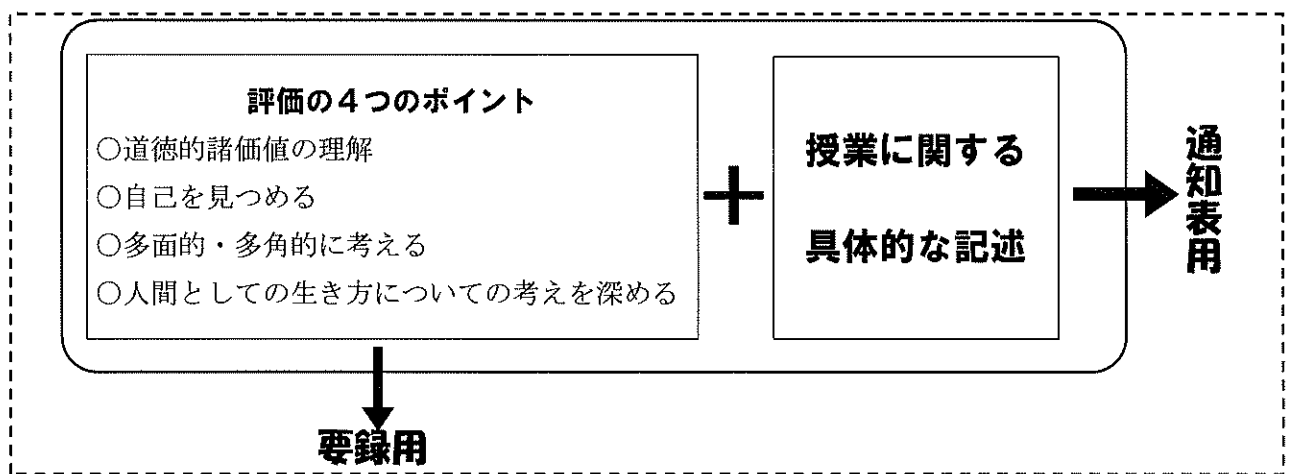 評価の４つのポイント
○道徳的諸価値の理解
○自己を見つめる
○多面的・多角的に考える
○人間としての生き方についての考えを深める
＋
授業に関する
具体的な記述
通知表用
要録用